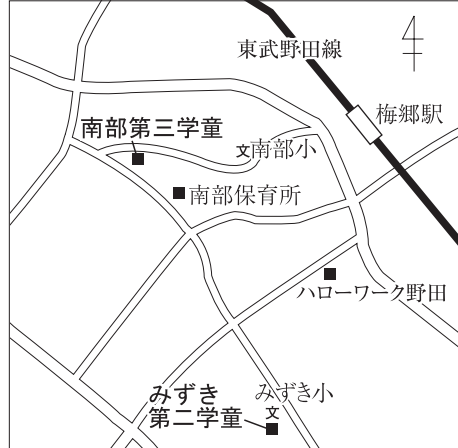 東武野田線
梅郷駅
南部第三学童
文南部小
南部保育所
ハローワーク野田
みずき
第二学童
みずき小
文